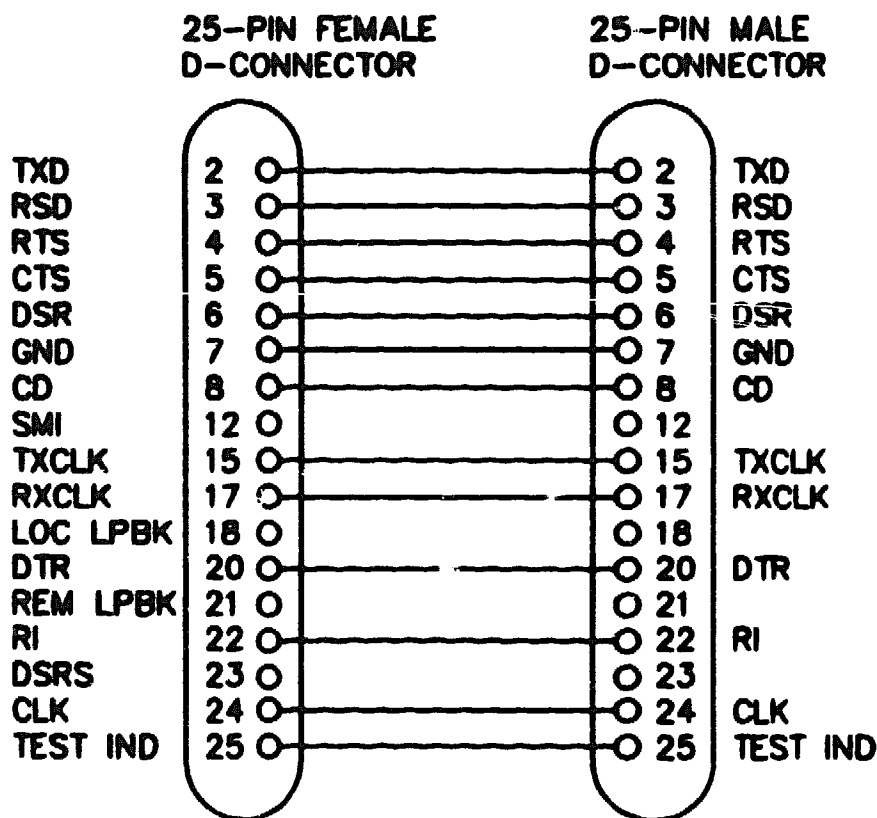 25-PIN FEMALE 25-PIN MALE
D-CONNECTOR D-CONNECTOR
TXD 2 2 TXD
RSD 3 3 RSD
RTS 4 4 RTS
CTS 5 5 CTS
DSR 6 6 DSR
GND 7 7 GND
CD 8 8 CD
SMI 12 12
TXCLK 15 15 TXCLK
RXCLK 17 17 RXCLK
LOC LPBK 18 18
DTR 20 20 DTR
REM LPBK 21 21
RI 22 22 RI
DSRS 23 23
CLK 24 24 CLK
TEST IND 25 25 TEST IND